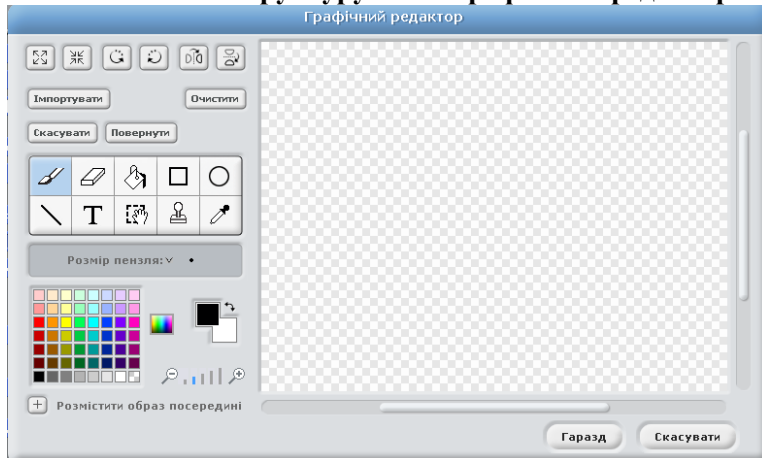 Графічний редактор
Імпортувати Очистити
Скасувати Повернути
T
Розмір пензля:
Розмістити образ посередині
Гаразд Скасувати